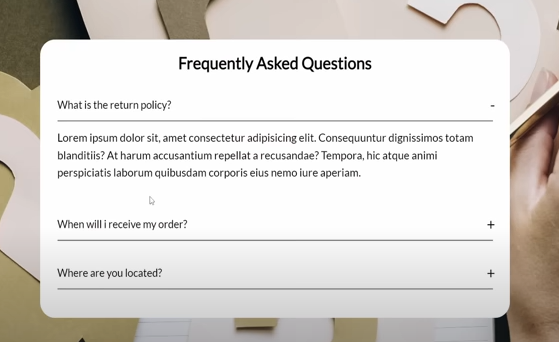 Frequently Asked Questions
What is the return policy? -
Lorem ipsum dolor sit, amet consectetur adipisicing elit. Consequuntur dignissimos totam
blanditiis? At harum accusantium repellat a recusandae? Tempora, hic atque animi
perspiciatis laborum quibusdam corporis eius nemo iure aperiam.
When will i receive my order? +
Where are you located? +